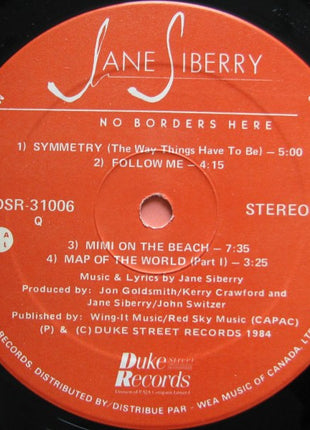 JANE SIBERRY
NO BORDERS HERE
1) SYMMETRY (The Way Things Have To Be) – 5:00
2) FOLLOW ME – 4:15
DSR-31006
Q
STEREO
3) MIMI ON THE BEACH – 7:35
4) MAP OF THE WORLD (Part I) – 3:25
Music & Lyrics by Jane Siberry
Produced by: Jon Goldsmith/Kerry Crawford and
Jane Siberry/John Switzer
Published by: Wing-It Music/Red Sky Music (CAPAC)
(P) & (C) DUKE STREET RECORDS 1984
Duke Street
Records
RECORDS, DISTRIBUTED BY / DISTRIBUE PAR – WEA MUSIC OF CANADA, LTD